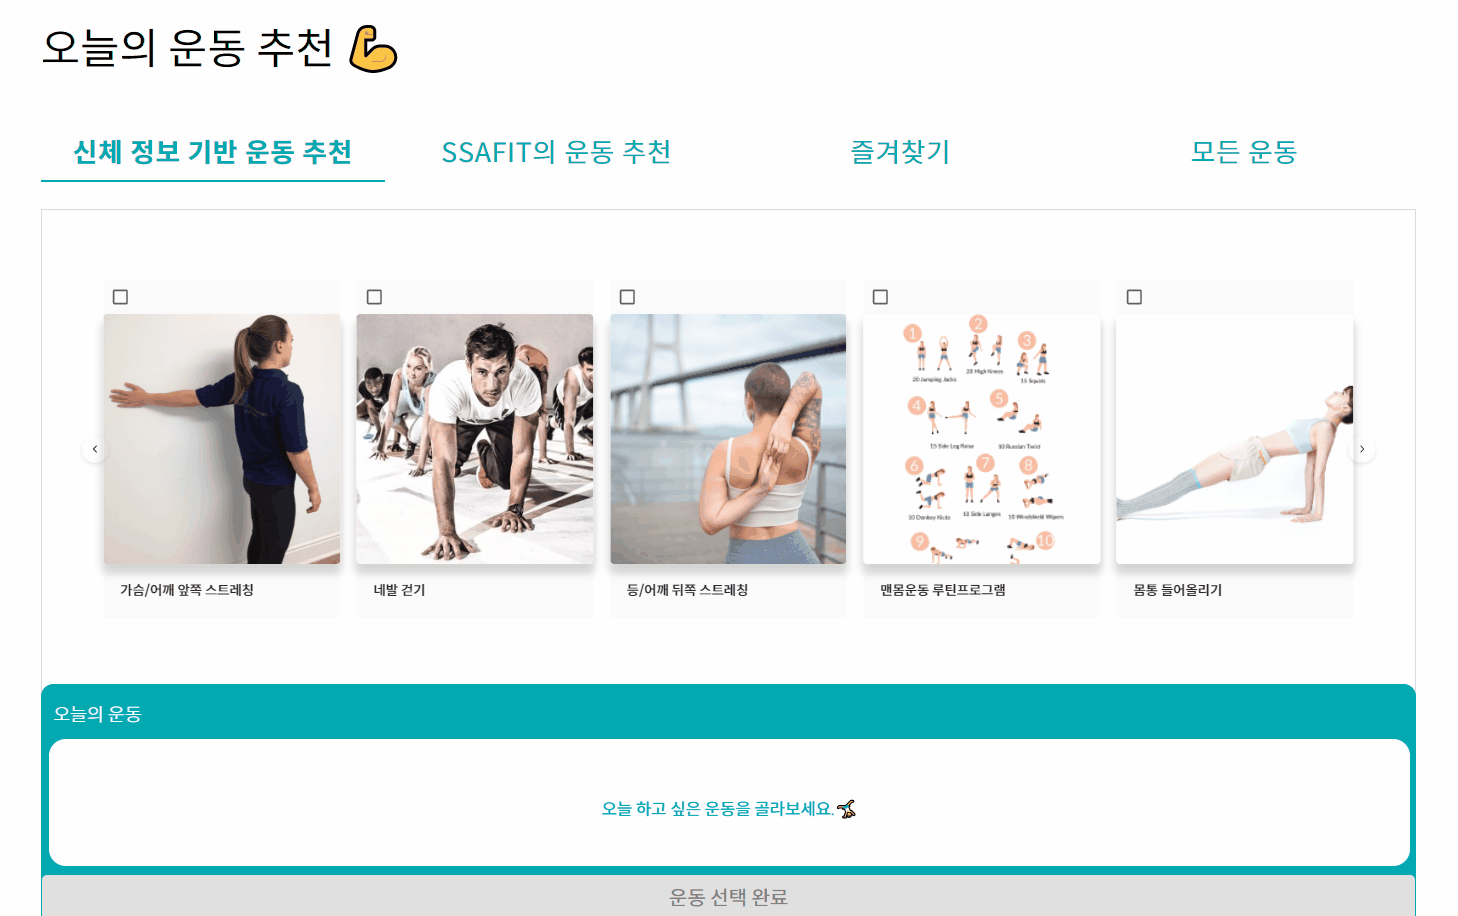 오늘의 운동 추천 💪
신체 정보 기반 운동 추천
SSAFIT의 운동 추천
즐겨찾기
모든 운동
1
2
3
20 Jumping Jacks
20 High Knees
15 Squats
4
5
15 Side Leg Raise
10 Russian Twist
6
7
8
10 Donkey Kicks
10 Side Lunges
10 Windshield Wipers
9
10
가슴/어깨 앞쪽 스트레칭
네발 걷기
등/어깨 뒤쪽 스트레칭
맨몸운동 루틴프로그램
몸통 들어올리기
오늘의 운동
오늘 하고 싶은 운동을 골라보세요.🤸
운동 선택 완료